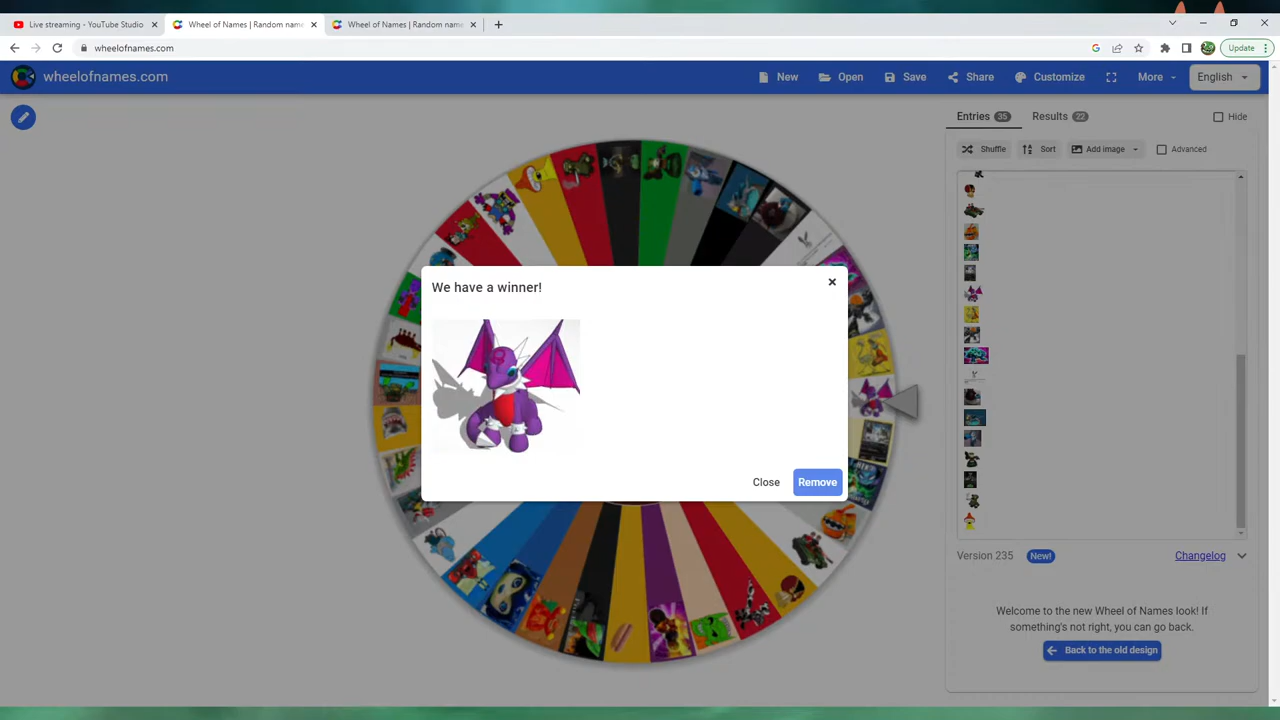 Live streaming - YouTube Studio
Wheel of Names | Random name
Wheel of Names | Random name
Update
wheelofnames.com
wheelofnames.com
New
Open
Save
Share
Customize
More
English
Entries 35
Results 22
Hide
Shuffle
Sort
Add image
Advanced
We have a winner!
Close
Remove
Version 235
New!
Changelog
Welcome to the new Wheel of Names look! If
something's not right, you can go back.
Back to the old design